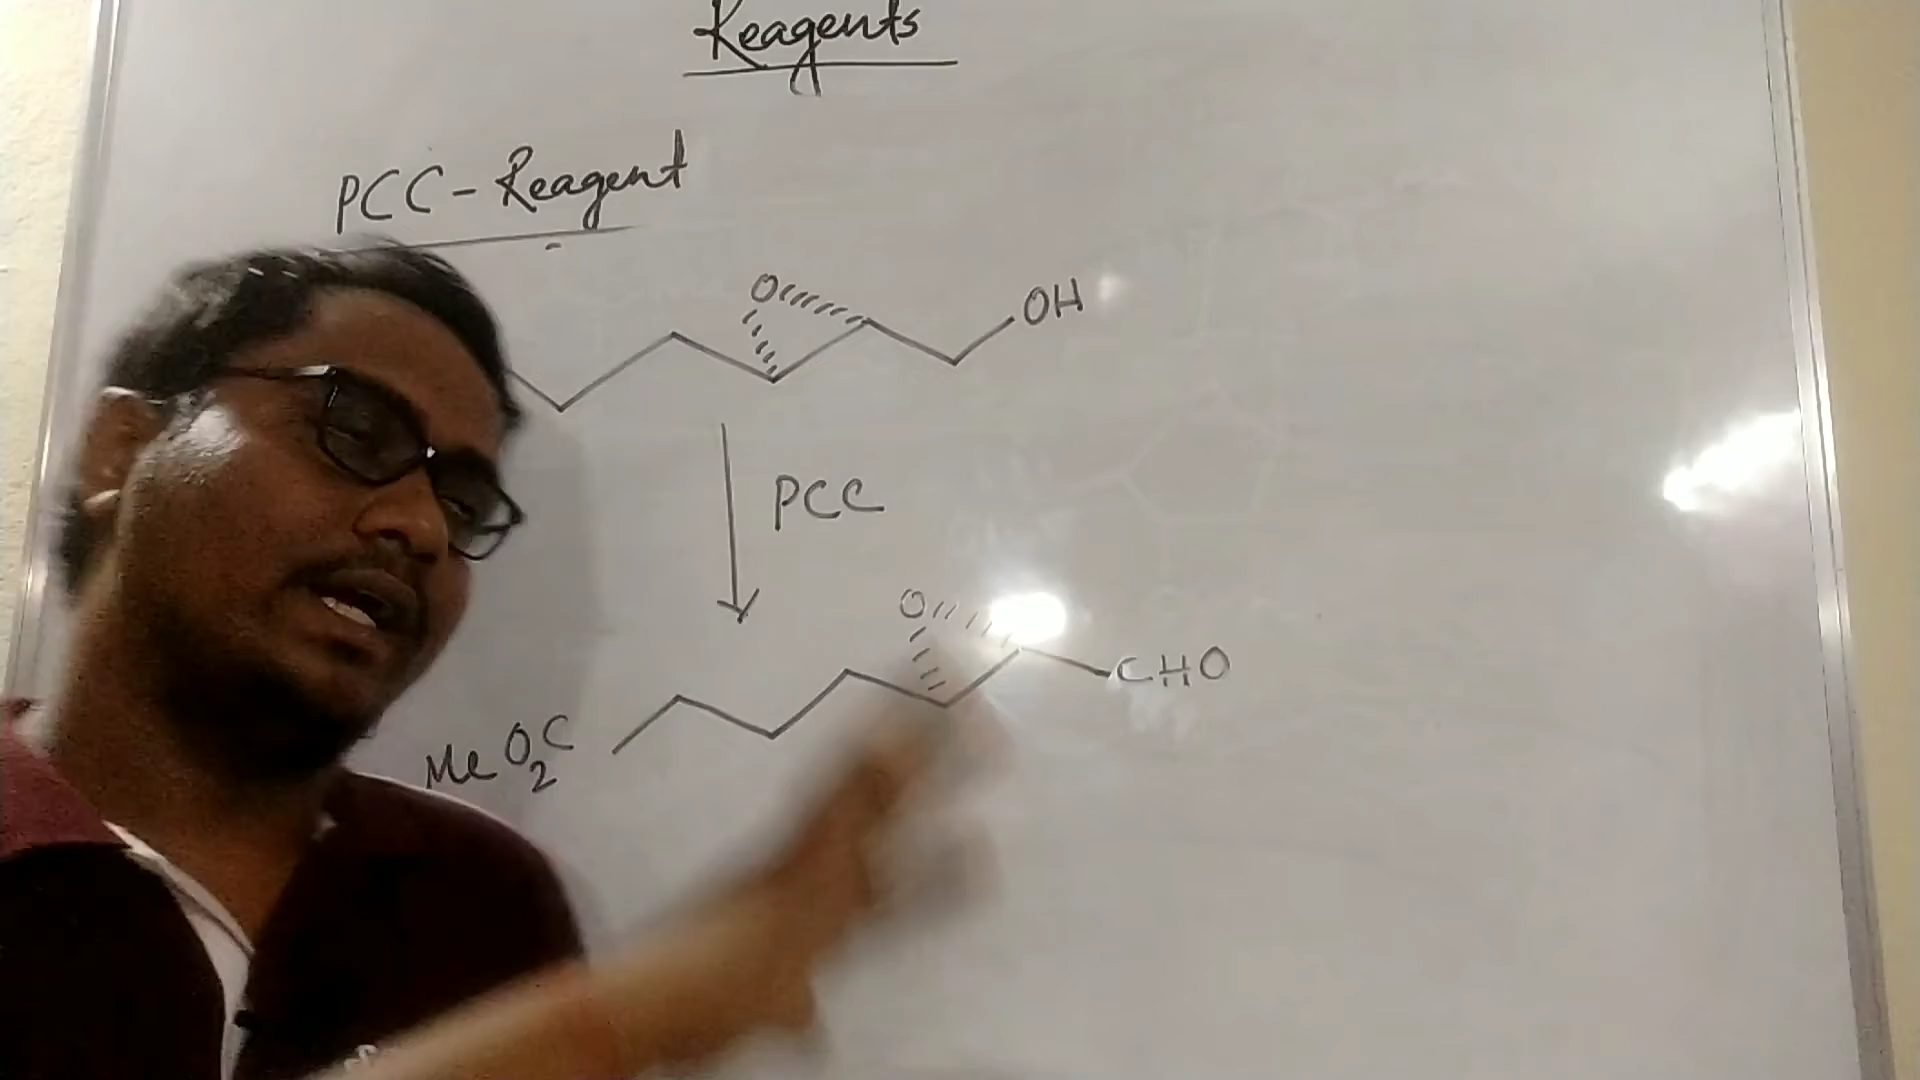 Reagents
PCC-Reagent
O
OH
PCC
O
CHO
MeO2C